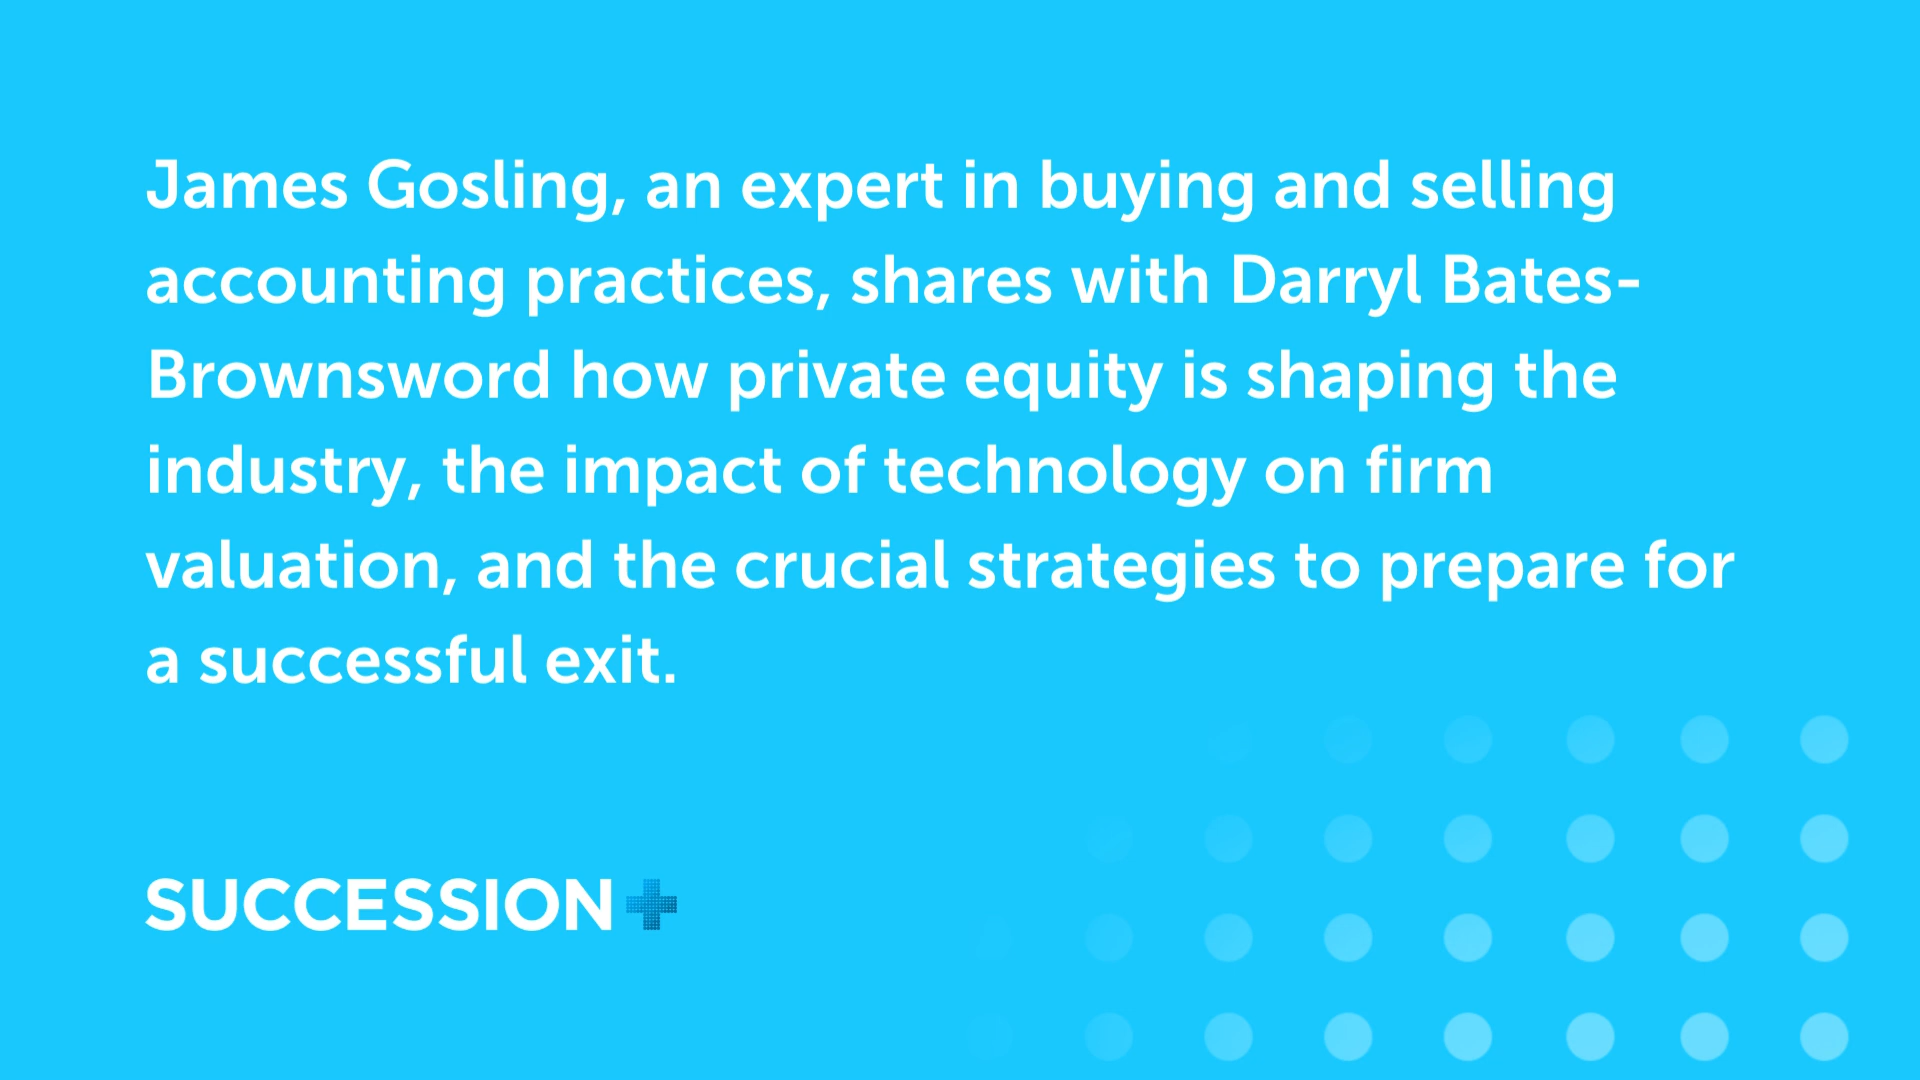 James Gosling, an expert in buying and selling
accounting practices, shares with Darryl Bates-
Brownsword how private equity is shaping the
industry, the impact of technology on firm
valuation, and the crucial strategies to prepare for
a successful exit.
SUCCESSION+